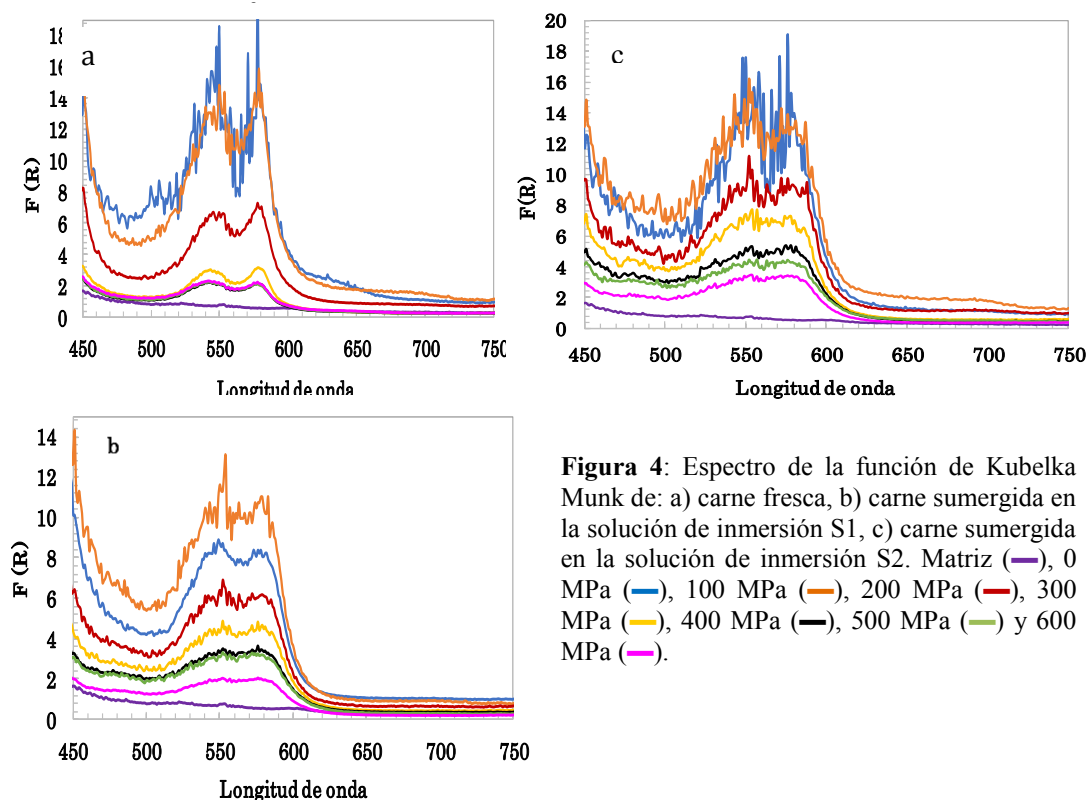 a
18
16
14
12
10
8
6
4
2
0
F (R)
450 500 550 600 650 700 750
Longitud de onda
c
20
18
16
14
12
10
8
6
4
2
0
F(R)
450 500 550 600 650 700 750
Longitud de onda
b
14
12
10
8
6
4
2
0
F (R)
450 500 550 600 650 700 750
Longitud de onda
Figura 4: Espectro de la función de Kubelka
Munk de: a) carne fresca, b) carne sumergida en
la solución de inmersión S1, c) carne sumergida
en la solución de inmersión S2. Matriz (—), 0
MPa (—), 100 MPa (—), 200 MPa (—), 300
MPa (—), 400 MPa (—), 500 MPa (—) y 600
MPa (—).